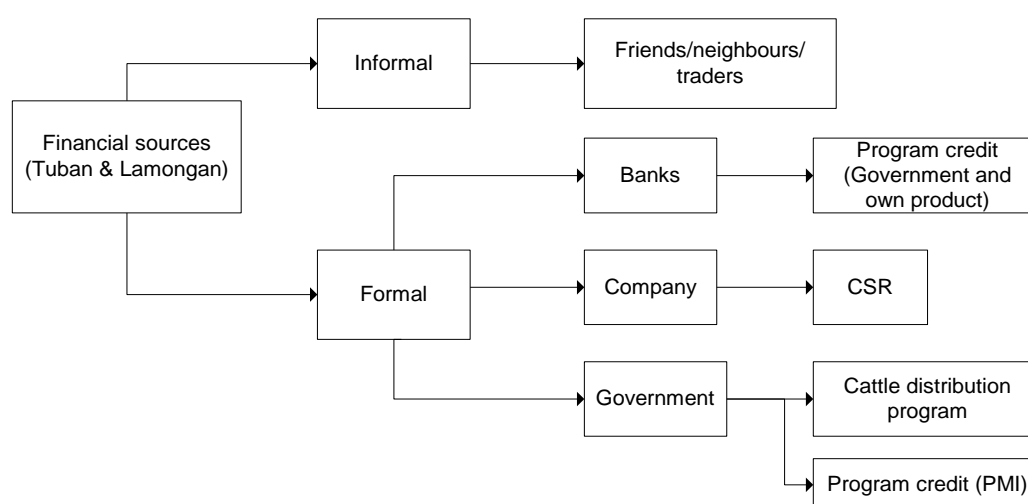 Informal
Friends/neighbours/
traders
Financial sources
(Tuban & Lamongan)
Banks
Program credit
(Government and
own product)
Formal
Company
CSR
Government
Cattle distribution
program
Program credit (PMI)